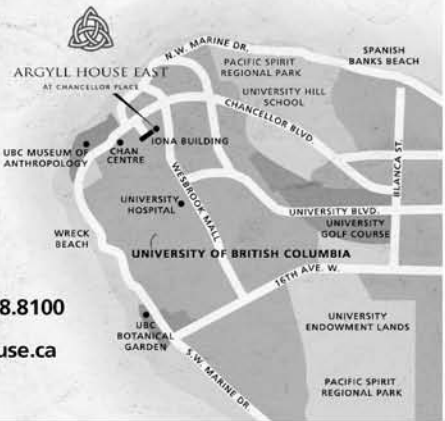 ARGYLL HOUSE EAST
AT CHANCELLOR PLACE
N.W. MARINE DR.
PACIFIC SPIRIT
REGIONAL PARK
SPANISH
BANKS BEACH
UNIVERSITY HILL
SCHOOL
CHANCELLOR BLVD.
UBC MUSEUM OF
ANTHROPOLOGY
CHAN
CENTRE
IONA BUILDING
WESBROOK MALL
BLANCA ST.
UNIVERSITY
HOSPITAL
UNIVERSITY BLVD.
UNIVERSITY
GOLF COURSE
WRECK
BEACH
UNIVERSITY OF BRITISH COLUMBIA
16TH AVE. W.
8.8100
use.ca
UBC
BOTANICAL
GARDEN
S.W. MARINE DR.
UNIVERSITY
ENDOWMENT LANDS
PACIFIC SPIRIT
REGIONAL PARK